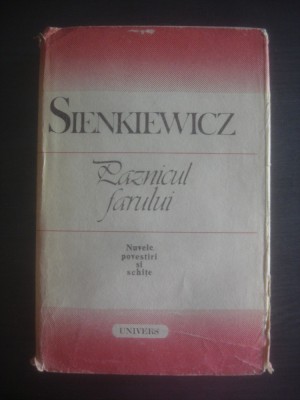 SIENKIEWICZ
Paznicul
farului
Nuvele
povestiri
și
schițe
UNIVERS